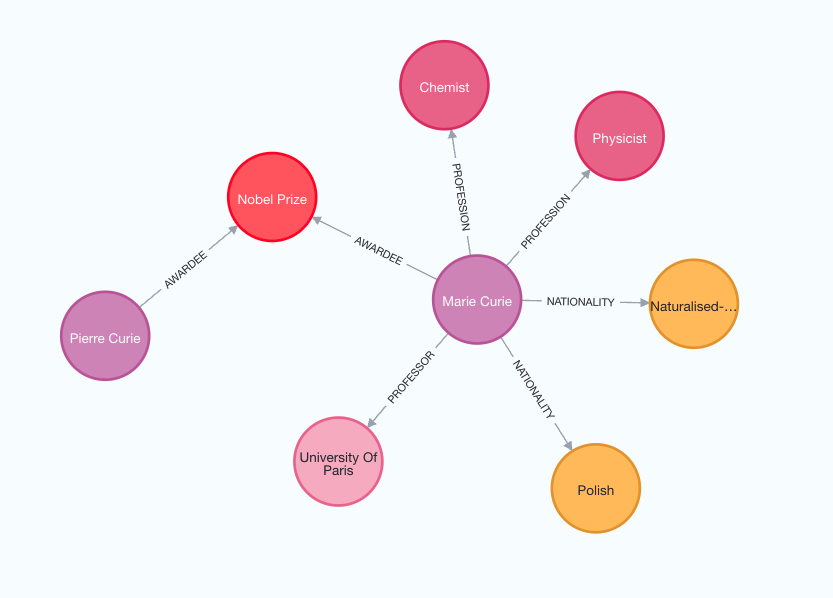 Chemist
Physicist
PROFESSION
PROFESSION
Nobel Prize
AWARDEE
AWARDEE
Marie Curie
NATIONALITY
Naturalised-...
Pierre Curie
PROFESSOR
NATIONALITY
University Of
Paris
Polish